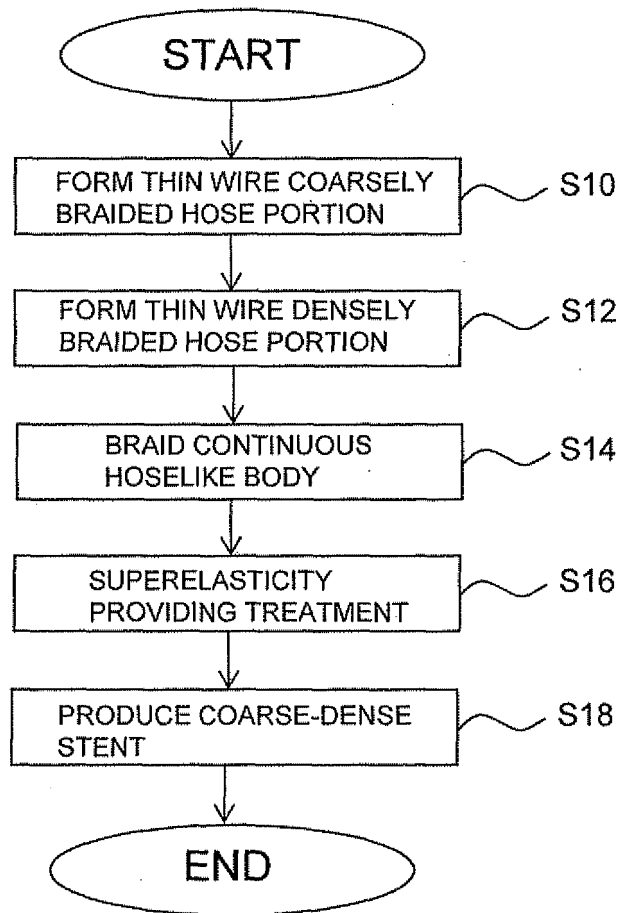 START
FORM THIN WIRE COARSELY
BRAIDED HOSE PORTION
S10
FORM THIN WIRE DENSELY
BRAIDED HOSE PORTION
S12
BRAID CONTINUOUS
HOSELIKE BODY
S14
SUPERELASTICITY
PROVIDING TREATMENT
S16
PRODUCE COARSE-DENSE
STENT
S18
END